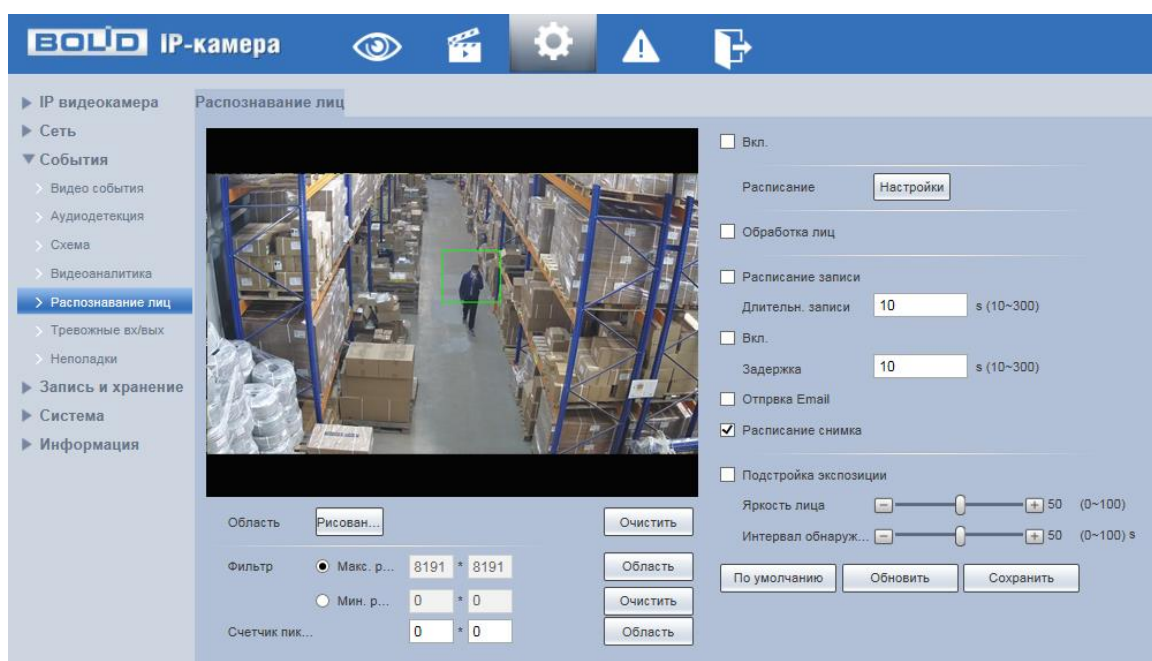 BOLID IP-камера
IP видеокамера
Сеть
События
Видео события
Аудиодетекция
Схема
Видеоаналитика
Распознавание лиц
Тревожные вх/вых
Неполадки
Запись и хранение
Система
Информация
Распознавание лиц
Область Рисован... Очистить
Фильтр Макс. р... 8191 * 8191 Область
Мин. р... 0 * 0 Очистить
Счетчик пик... 0 * 0 Область
Вкл.
Расписание Настройки
Обработка лиц
Расписание записи
Длительн. записи 10 s (10~300)
Вкл.
Задержка 10 s (10~300)
Отпрвка Email
Расписание снимка
Подстройка экспозиции
Яркость лица 50 (0~100)
Интервал обнаруж... 50 (0~100) s
По умолчанию Обновить Сохранить